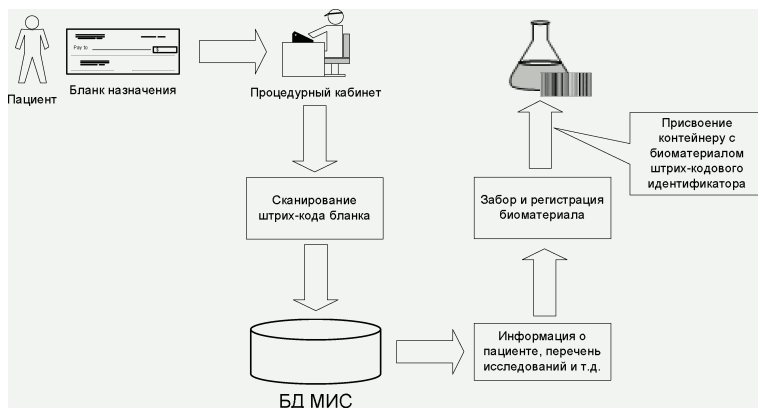 Pay to
Пациент
Бланк назначения
Процедурный кабинет
Сканирование
штрих-кода бланка
БД МИС
Информация о
пациенте, перечень
исследований и т.д.
Забор и регистрация
биоматериала
Присвоение
контейнеру с
биоматериалом
штрих-кодового
идентификатора